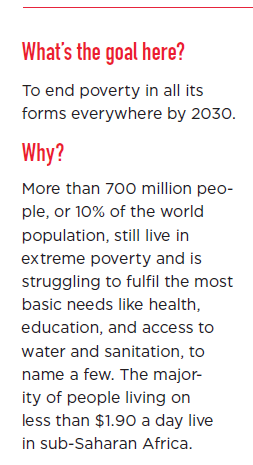 What's the goal here?
To end poverty in all its
forms everywhere by 2030.
Why?
More than 700 million peo-
ple, or 10% of the world
population, still live in
extreme poverty and is
struggling to fulfil the most
basic needs like health,
education, and access to
water and sanitation, to
name a few. The major-
ity of people living on
less than $1.90 a day live
in sub-Saharan Africa.